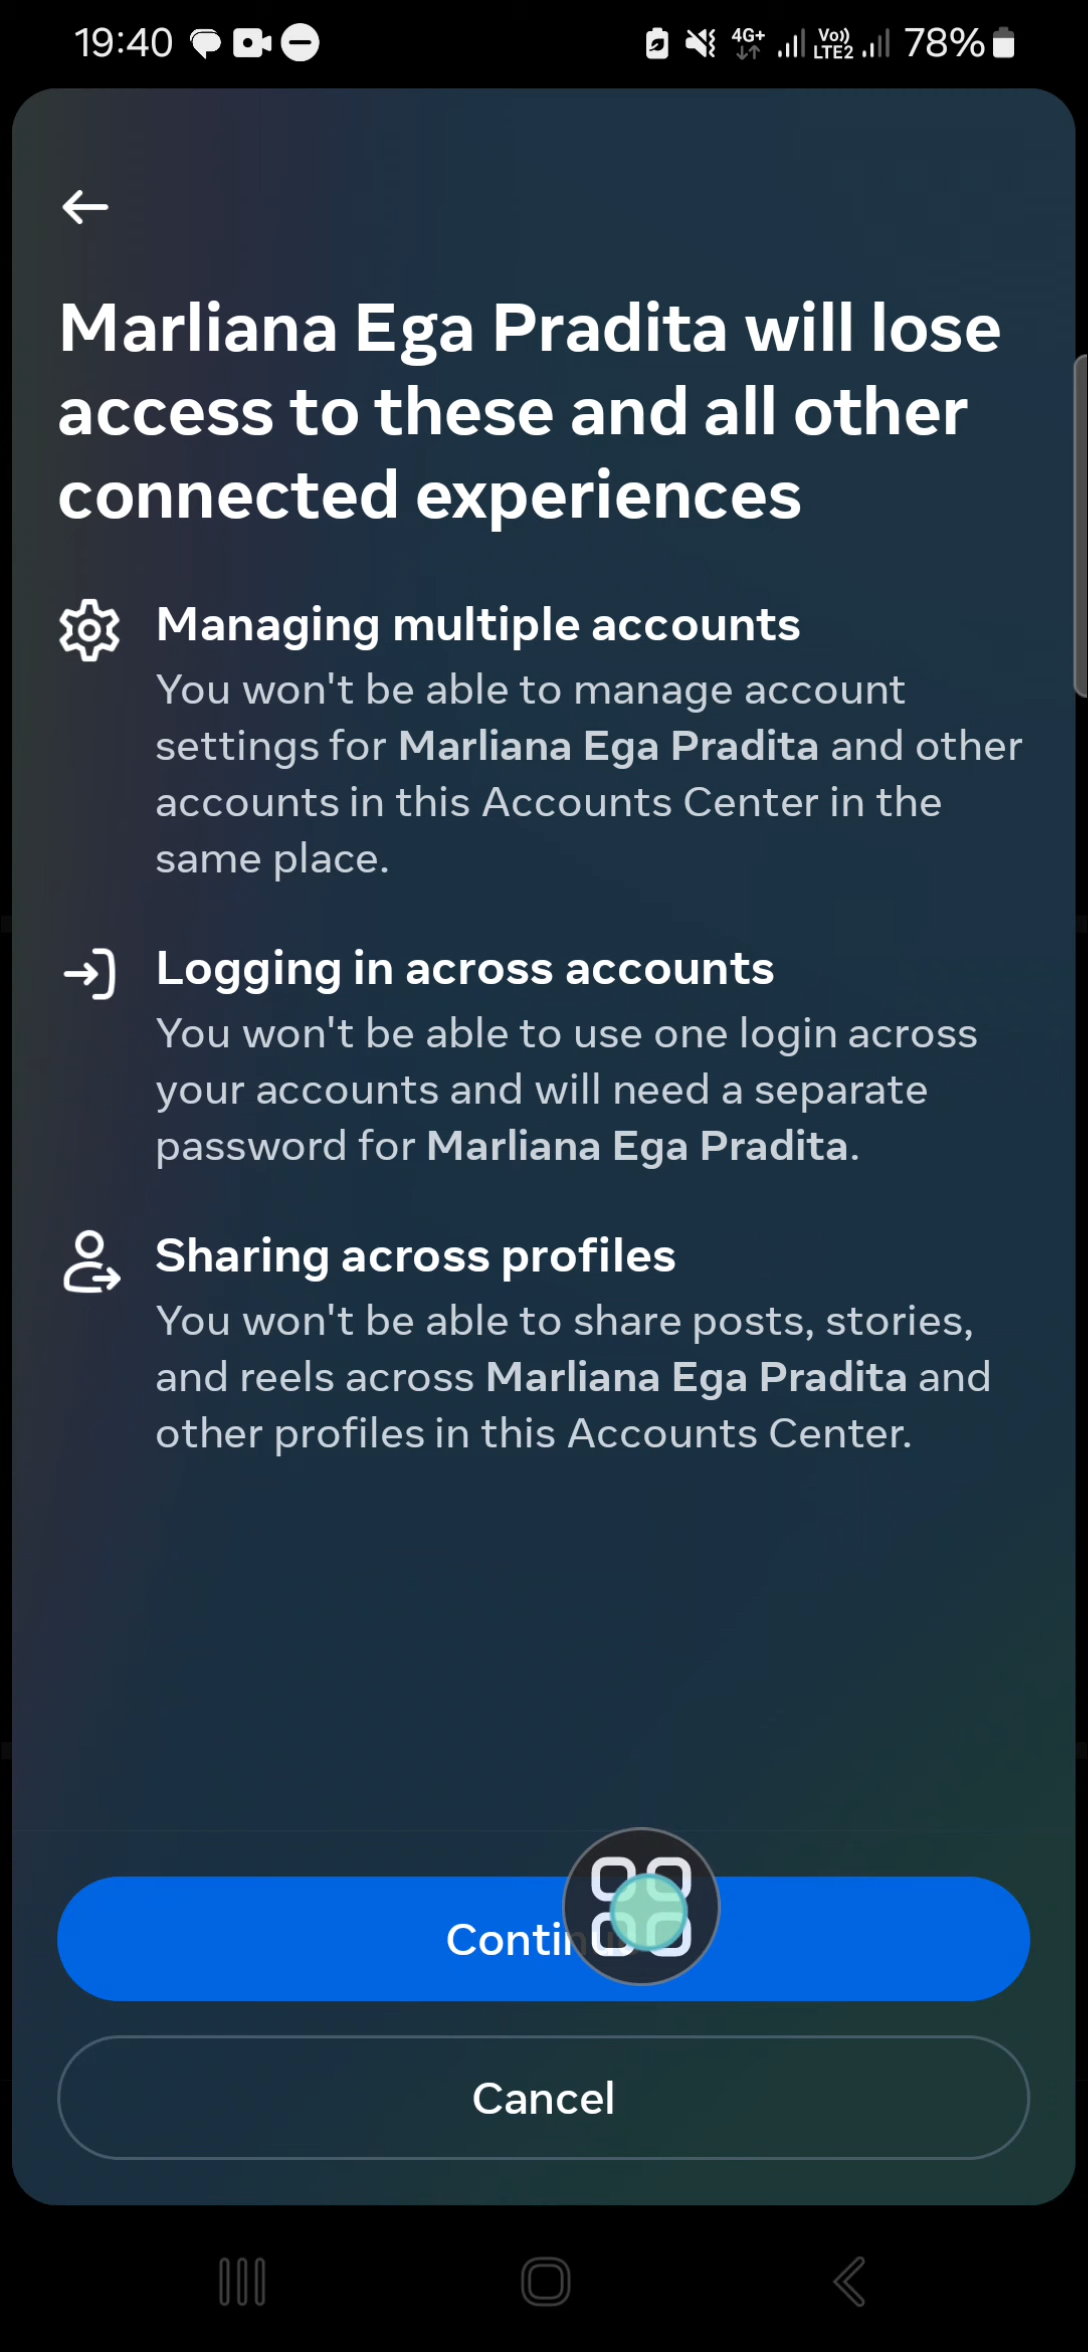 19:40
4G+
Vo))
LTE2
78%
Marliana Ega Pradita will lose
access to these and all other
connected experiences
Managing multiple accounts
You won't be able to manage account
settings for Marliana Ega Pradita and other
accounts in this Accounts Center in the
same place.
Logging in across accounts
You won't be able to use one login across
your accounts and will need a separate
password for Marliana Ega Pradita.
Sharing across profiles
You won't be able to share posts, stories,
and reels across Marliana Ega Pradita and
other profiles in this Accounts Center.
Continue
Cancel